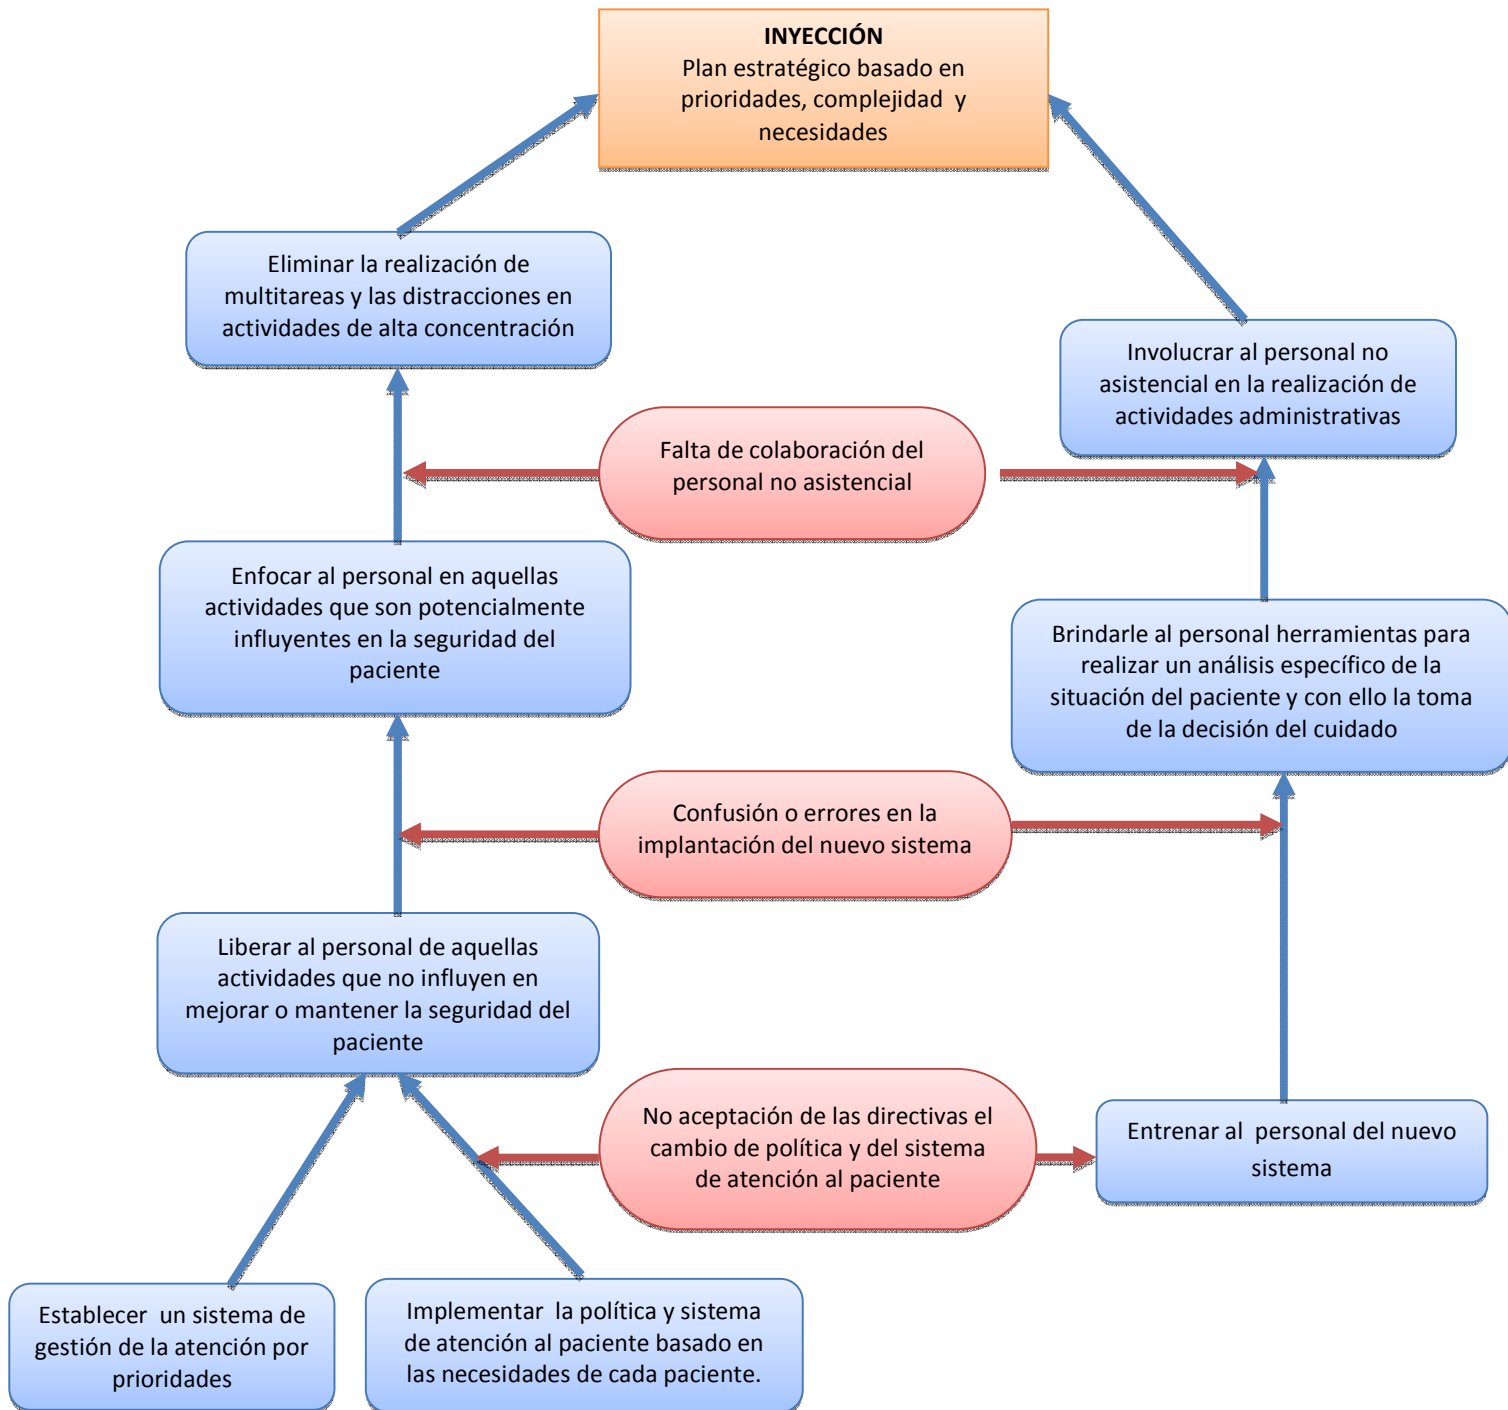 INYECCIÓN
Plan estratégico basado en
prioridades, complejidad y
necesidades
Eliminar la realización de
multitareas y las distracciones en
actividades de alta concentración
Involucrar al personal no
asistencial en la realización de
actividades administrativas
Falta de colaboración del
personal no asistencial
Enfocar al personal en aquellas
actividades que son potencialmente
influyentes en la seguridad del
paciente
Brindarle al personal herramientas para
realizar un análisis específico de la
situación del paciente y con ello la toma
de la decisión del cuidado
Confusión o errores en la
implantación del nuevo sistema
Liberar al personal de aquellas
actividades que no influyen en
mejorar o mantener la seguridad del
paciente
No aceptación de las directivas el
cambio de política y del sistema
de atención al paciente
Entrenar al personal del nuevo
sistema
Establecer un sistema de
gestión de la atención por
prioridades
Implementar la política y sistema
de atención al paciente basado en
las necesidades de cada paciente.